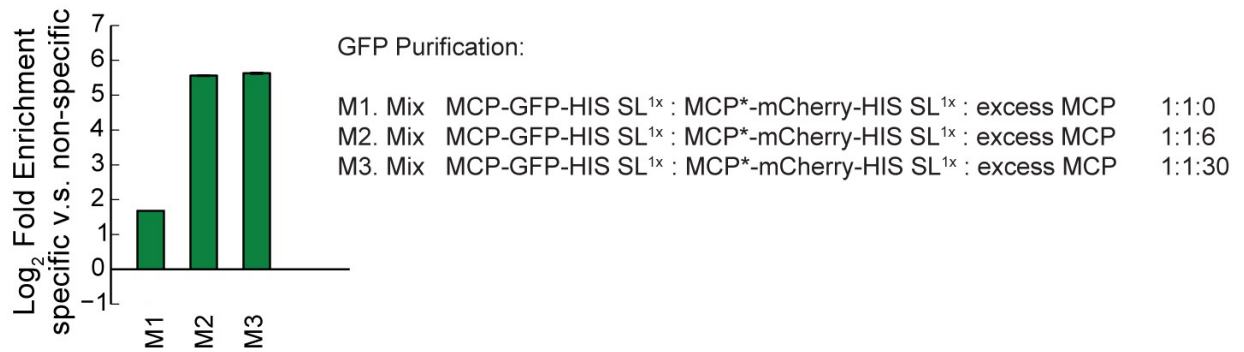 Log₂ Fold Enrichment
specific v.s. non-specific
7
6
5
4
3
2
1
0
−1
M1
M2
M3
GFP Purification:
M1. Mix MCP-GFP-HIS SL¹ˣ : MCP*-mCherry-HIS SL¹ˣ : excess MCP 1:1:0
M2. Mix MCP-GFP-HIS SL¹ˣ : MCP*-mCherry-HIS SL¹ˣ : excess MCP 1:1:6
M3. Mix MCP-GFP-HIS SL¹ˣ : MCP*-mCherry-HIS SL¹ˣ : excess MCP 1:1:30